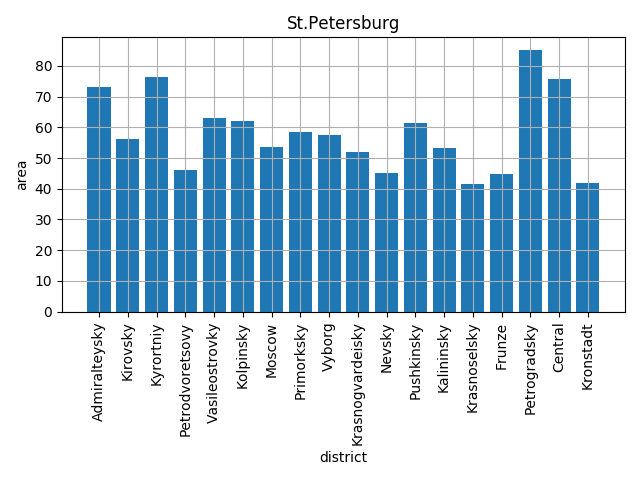 St.Petersburg
area
80
70
60
50
40
30
20
10
0
Admiralteysky
Kirovsky
Kyrortniy
Petrodvoretsovy
Vasileostrovky
Kolpinsky
Moscow
Primorksky
Vyborg
Krasnogvardeisky
Nevsky
Pushkinsky
Kalininsky
Krasnoselsky
Frunze
Petrogradsky
Central
Kronstadt
district